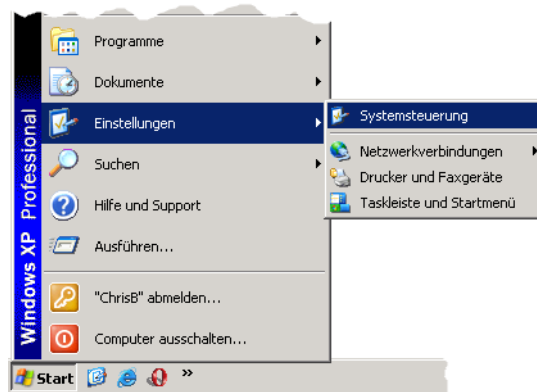 Programme
Dokumente
Einstellungen
Suchen
Hilfe und Support
Ausführen...
"ChrisB" abmelden...
Computer ausschalten...
Systemsteuerung
Netzwerkverbindungen
Drucker und Faxgeräte
Taskleiste und Startmenü
Windows XP Professional
Start
»